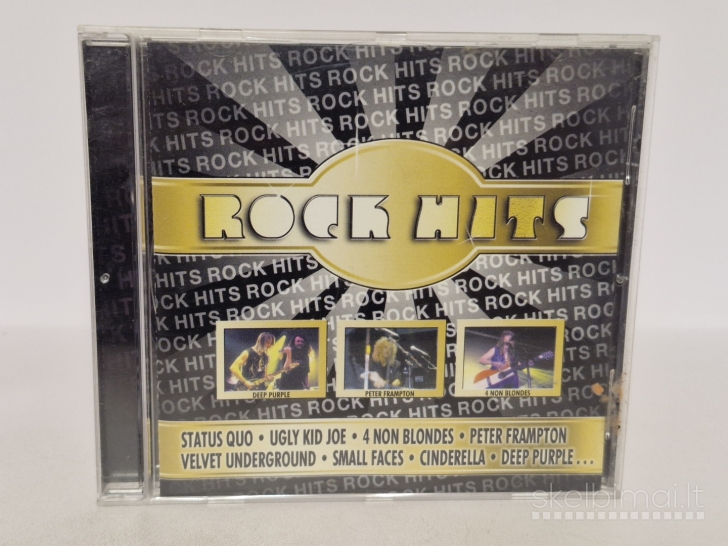 ROCK HITS ROCK HITS ROCK HITS
ROCK HITS
DEEP PURPLE
PETER FRAMPTON
4 NON BLONDES
STATUS QUO • UGLY KID JOE • 4 NON BLONDES • PETER FRAMPTON
VELVET UNDERGROUND • SMALL FACES • CINDERELLA • DEEP PURPLE...
skelbimai.lt